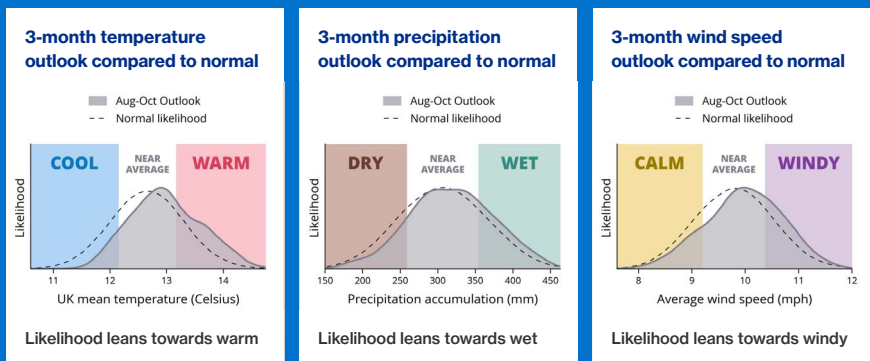 3-month temperature
outlook compared to normal
Aug-Oct Outlook
Normal likelihood
COOL
NEAR
AVERAGE
WARM
Likelihood
11 12 13 14
UK mean temperature (Celsius)
Likelihood leans towards warm
3-month precipitation
outlook compared to normal
Aug-Oct Outlook
Normal likelihood
DRY
NEAR
AVERAGE
WET
Likelihood
150 200 250 300 350 400 450
Precipitation accumulation (mm)
Likelihood leans towards wet
3-month wind speed
outlook compared to normal
Aug-Oct Outlook
Normal likelihood
CALM
NEAR
AVERAGE
WINDY
Likelihood
8 9 10 11 12
Average wind speed (mph)
Likelihood leans towards windy